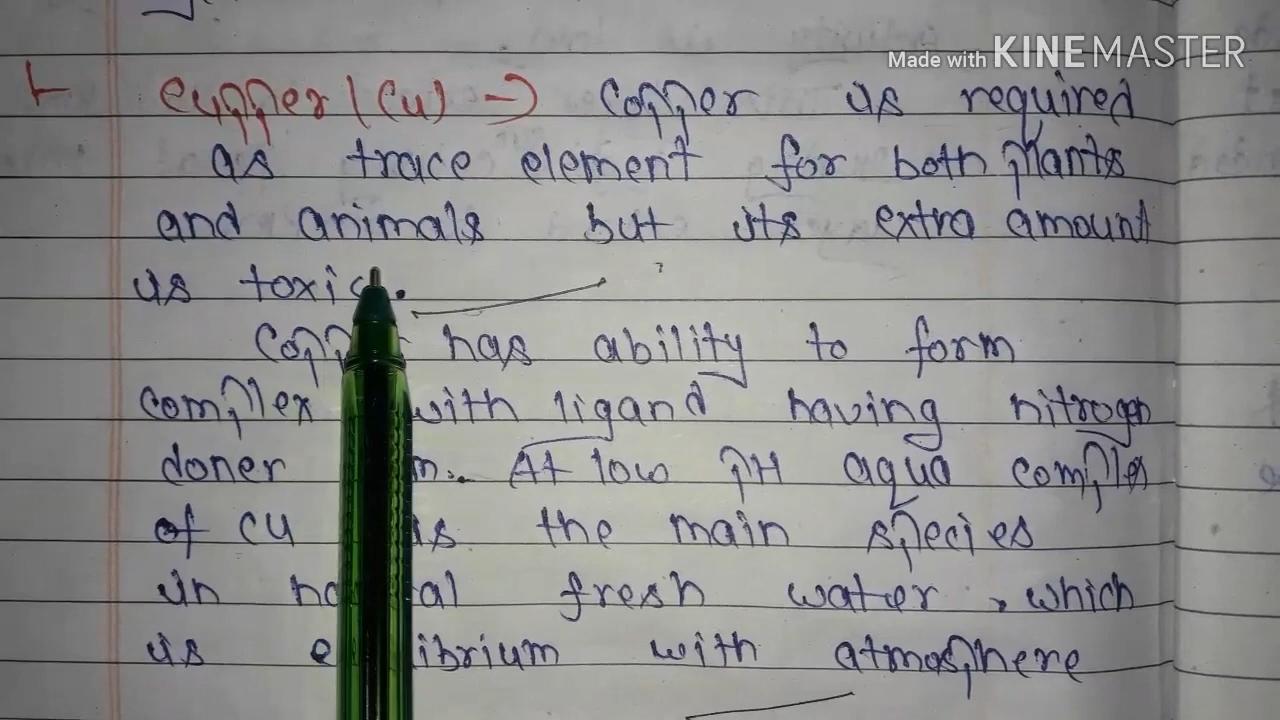 Made with KINEMASTER
Cupper (Cu) → Copper is required
as trace element for both plants
and animals but its extra amount
is toxic.
Copper has ability to form
complex with ligand having nitrogen
doner At low pH aqua complex
of Cu is the main species
in fresh water, which
is with atmosphere